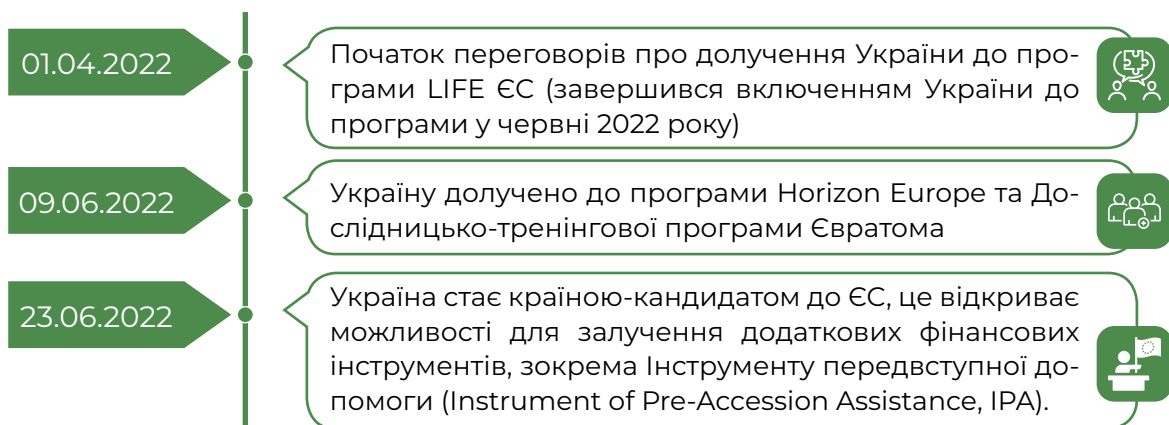 01.04.2022
Початок переговорів про долучення України до про-
грами LIFE ЄС (завершився включенням України до
програми у червні 2022 року)
09.06.2022
Україну долучено до програми Horizon Europe та До-
слідницько-тренінгової програми Євратома
23.06.2022
Україна стає країною-кандидатом до ЄС, це відкриває
можливості для залучення додаткових фінансових
інструментів, зокрема Інструменту передвступної до-
помоги (Instrument of Pre-Accession Assistance, IPA).